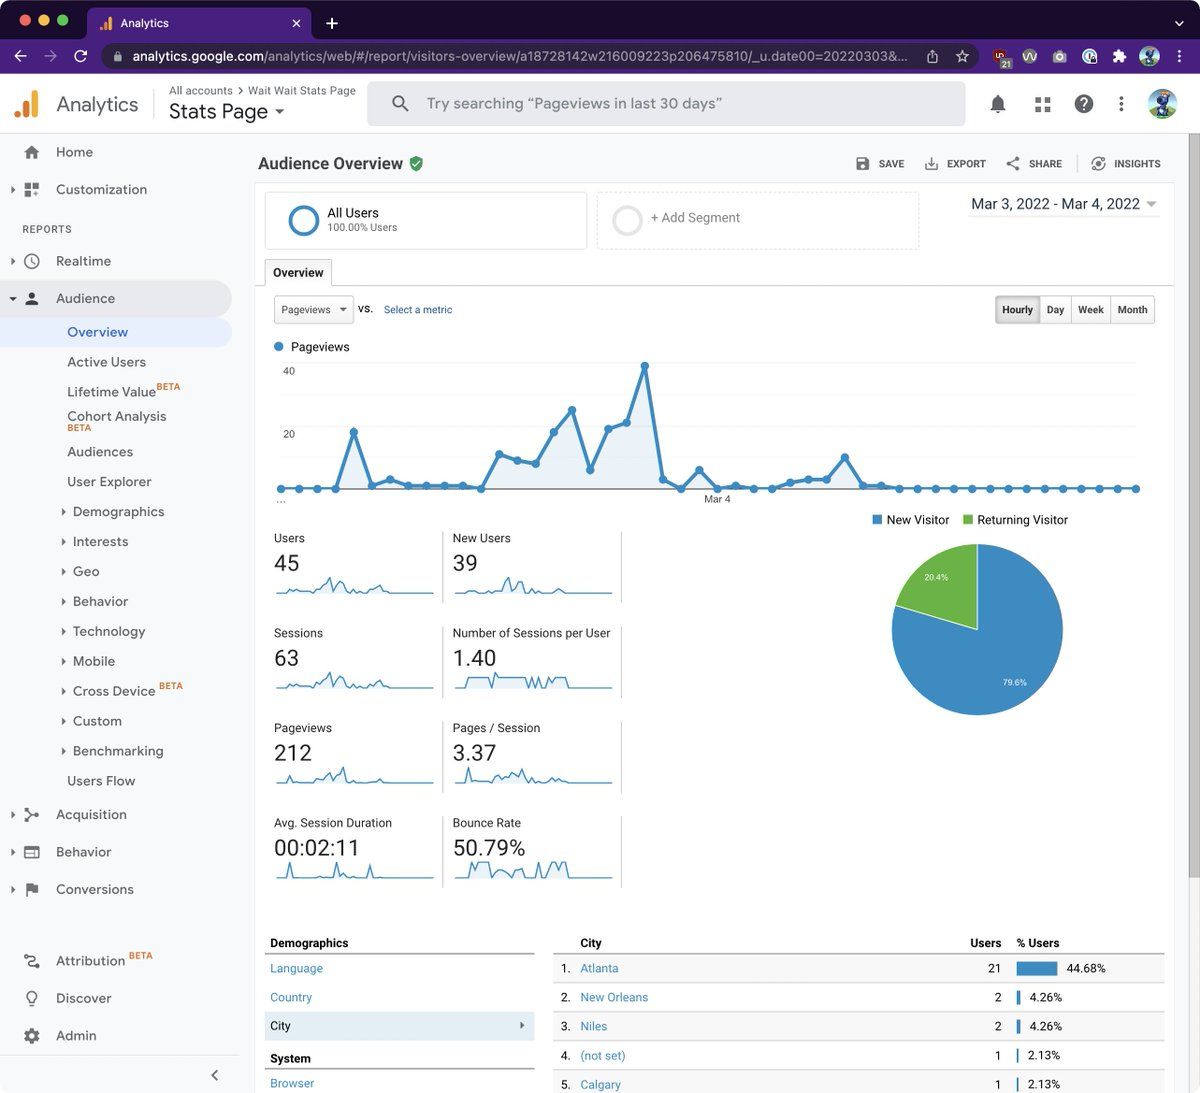 Analytics
analytics.google.com/analytics/web/#/report/visitors-overview/a18728142w216009223p206475810/_u.date00=20220303&...
21
Analytics
All accounts > Wait Wait Stats Page
Stats Page
Try searching “Pageviews in last 30 days”
Home
Customization
REPORTS
Realtime
Audience
Overview
Active Users
Lifetime Value BETA
Cohort Analysis
BETA
Audiences
User Explorer
Demographics
Interests
Geo
Behavior
Technology
Mobile
Cross Device BETA
Custom
Benchmarking
Users Flow
Acquisition
Behavior
Conversions
Attribution BETA
Discover
Admin
Audience Overview
SAVE
EXPORT
SHARE
INSIGHTS
All Users
100.00% Users
+ Add Segment
Mar 3, 2022 - Mar 4, 2022
Overview
Pageviews
VS.
Select a metric
Hourly
Day
Week
Month
Pageviews
40
20
...
Mar 4
Users
45
New Users
39
Sessions
63
Number of Sessions per User
1.40
Pageviews
212
Pages / Session
3.37
Avg. Session Duration
00:02:11
Bounce Rate
50.79%
New Visitor
Returning Visitor
20.4%
79.6%
Demographics
Language
Country
City
System
Browser
City Users % Users
1. Atlanta 21 44.68%
2. New Orleans 2 4.26%
3. Niles 2 4.26%
4. (not set) 1 2.13%
5. Calgary 1 2.13%